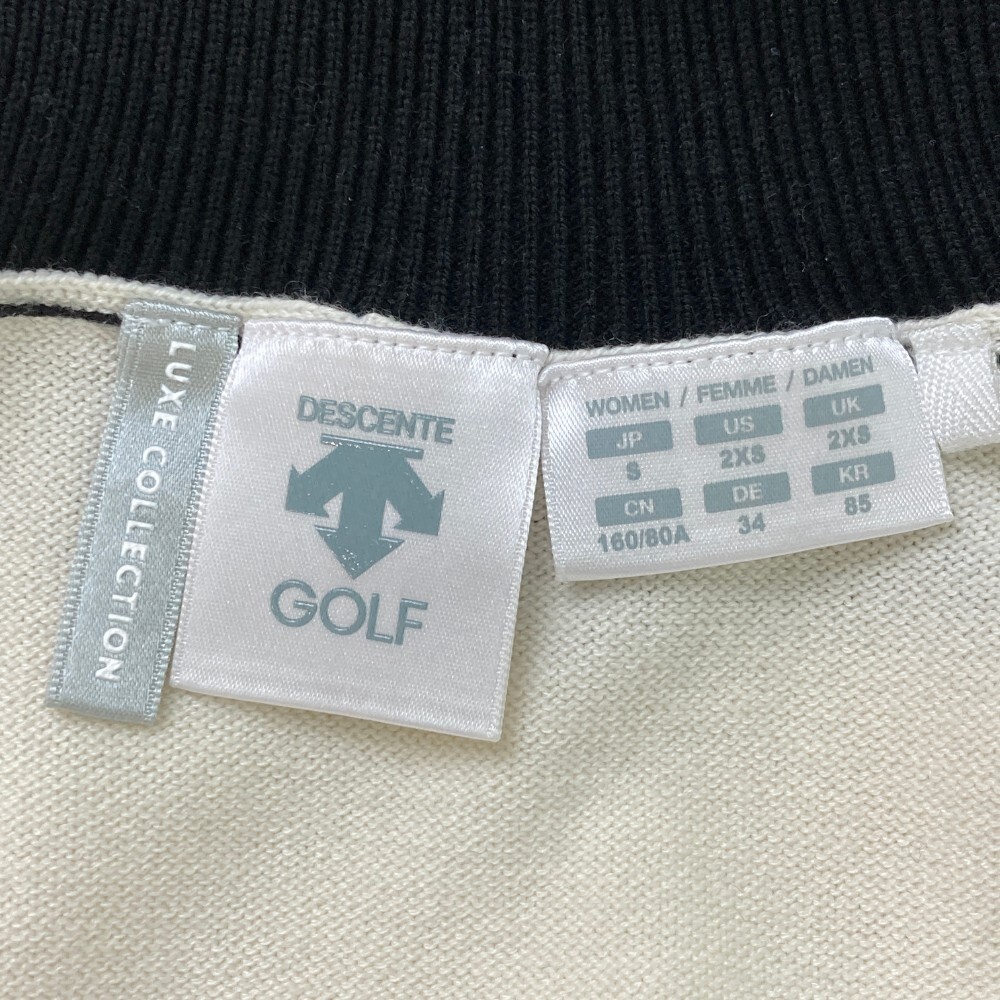 LUXE COLLECTION
DESCENTE
GOLF
WOMEN / FEMME / DAMEN
JP US UK
S 2XS 2XS
CN DE KR
160/80A 34 85